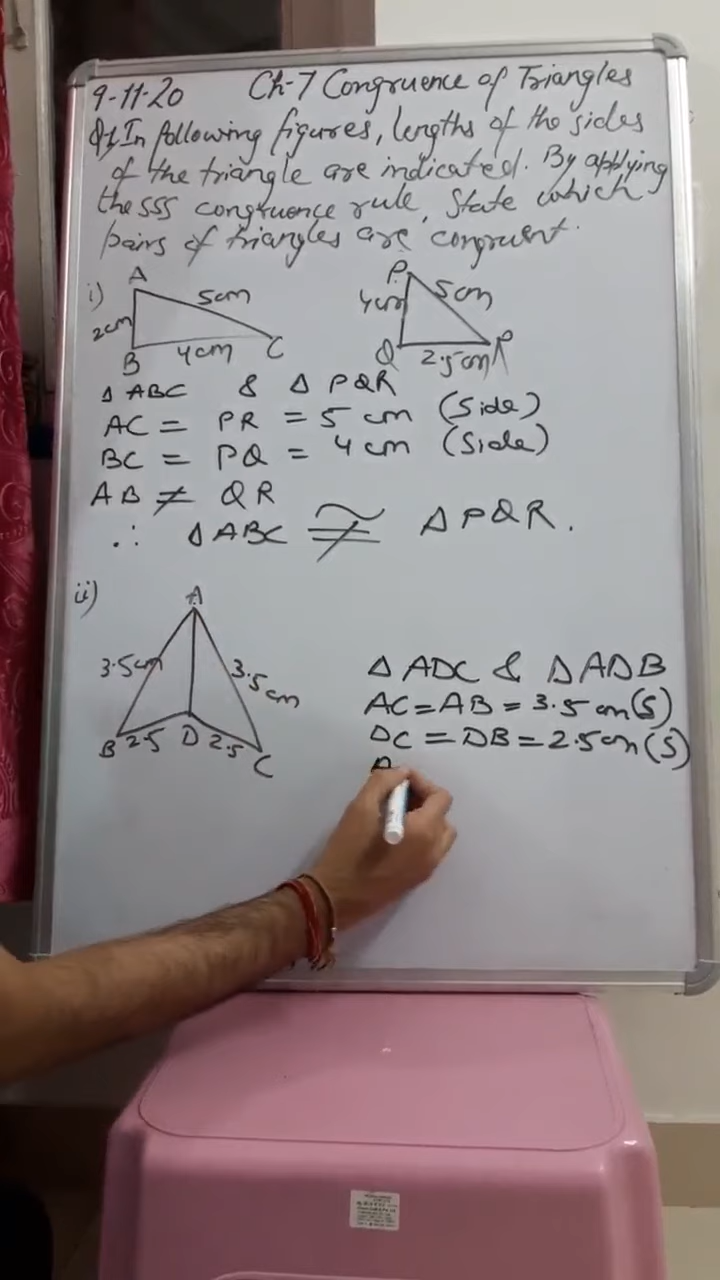 9-11-20 Ch-7 Congruence of Triangles
Q1 In following figures, lengths of the sides
of the triangle are indicated. By applying
the SSS congruence rule, State which
pairs of triangles are congruent.
i)
A
5cm
2cm
B
4cm
C
P
4cm
5cm
Q
2.5cm
R
Δ ABC & Δ PQR
AC = PR = 5 cm (Side)
BC = PQ = 4 cm (Side)
AB ≠ QR
∴ ΔABC ≇ ΔPQR.
ii)
A
3.5cm
3.5cm
B
2.5
D
2.5
C
Δ ADC & ΔADB
AC = AB = 3.5 cm (S)
DC = DB = 2.5 cm (S)